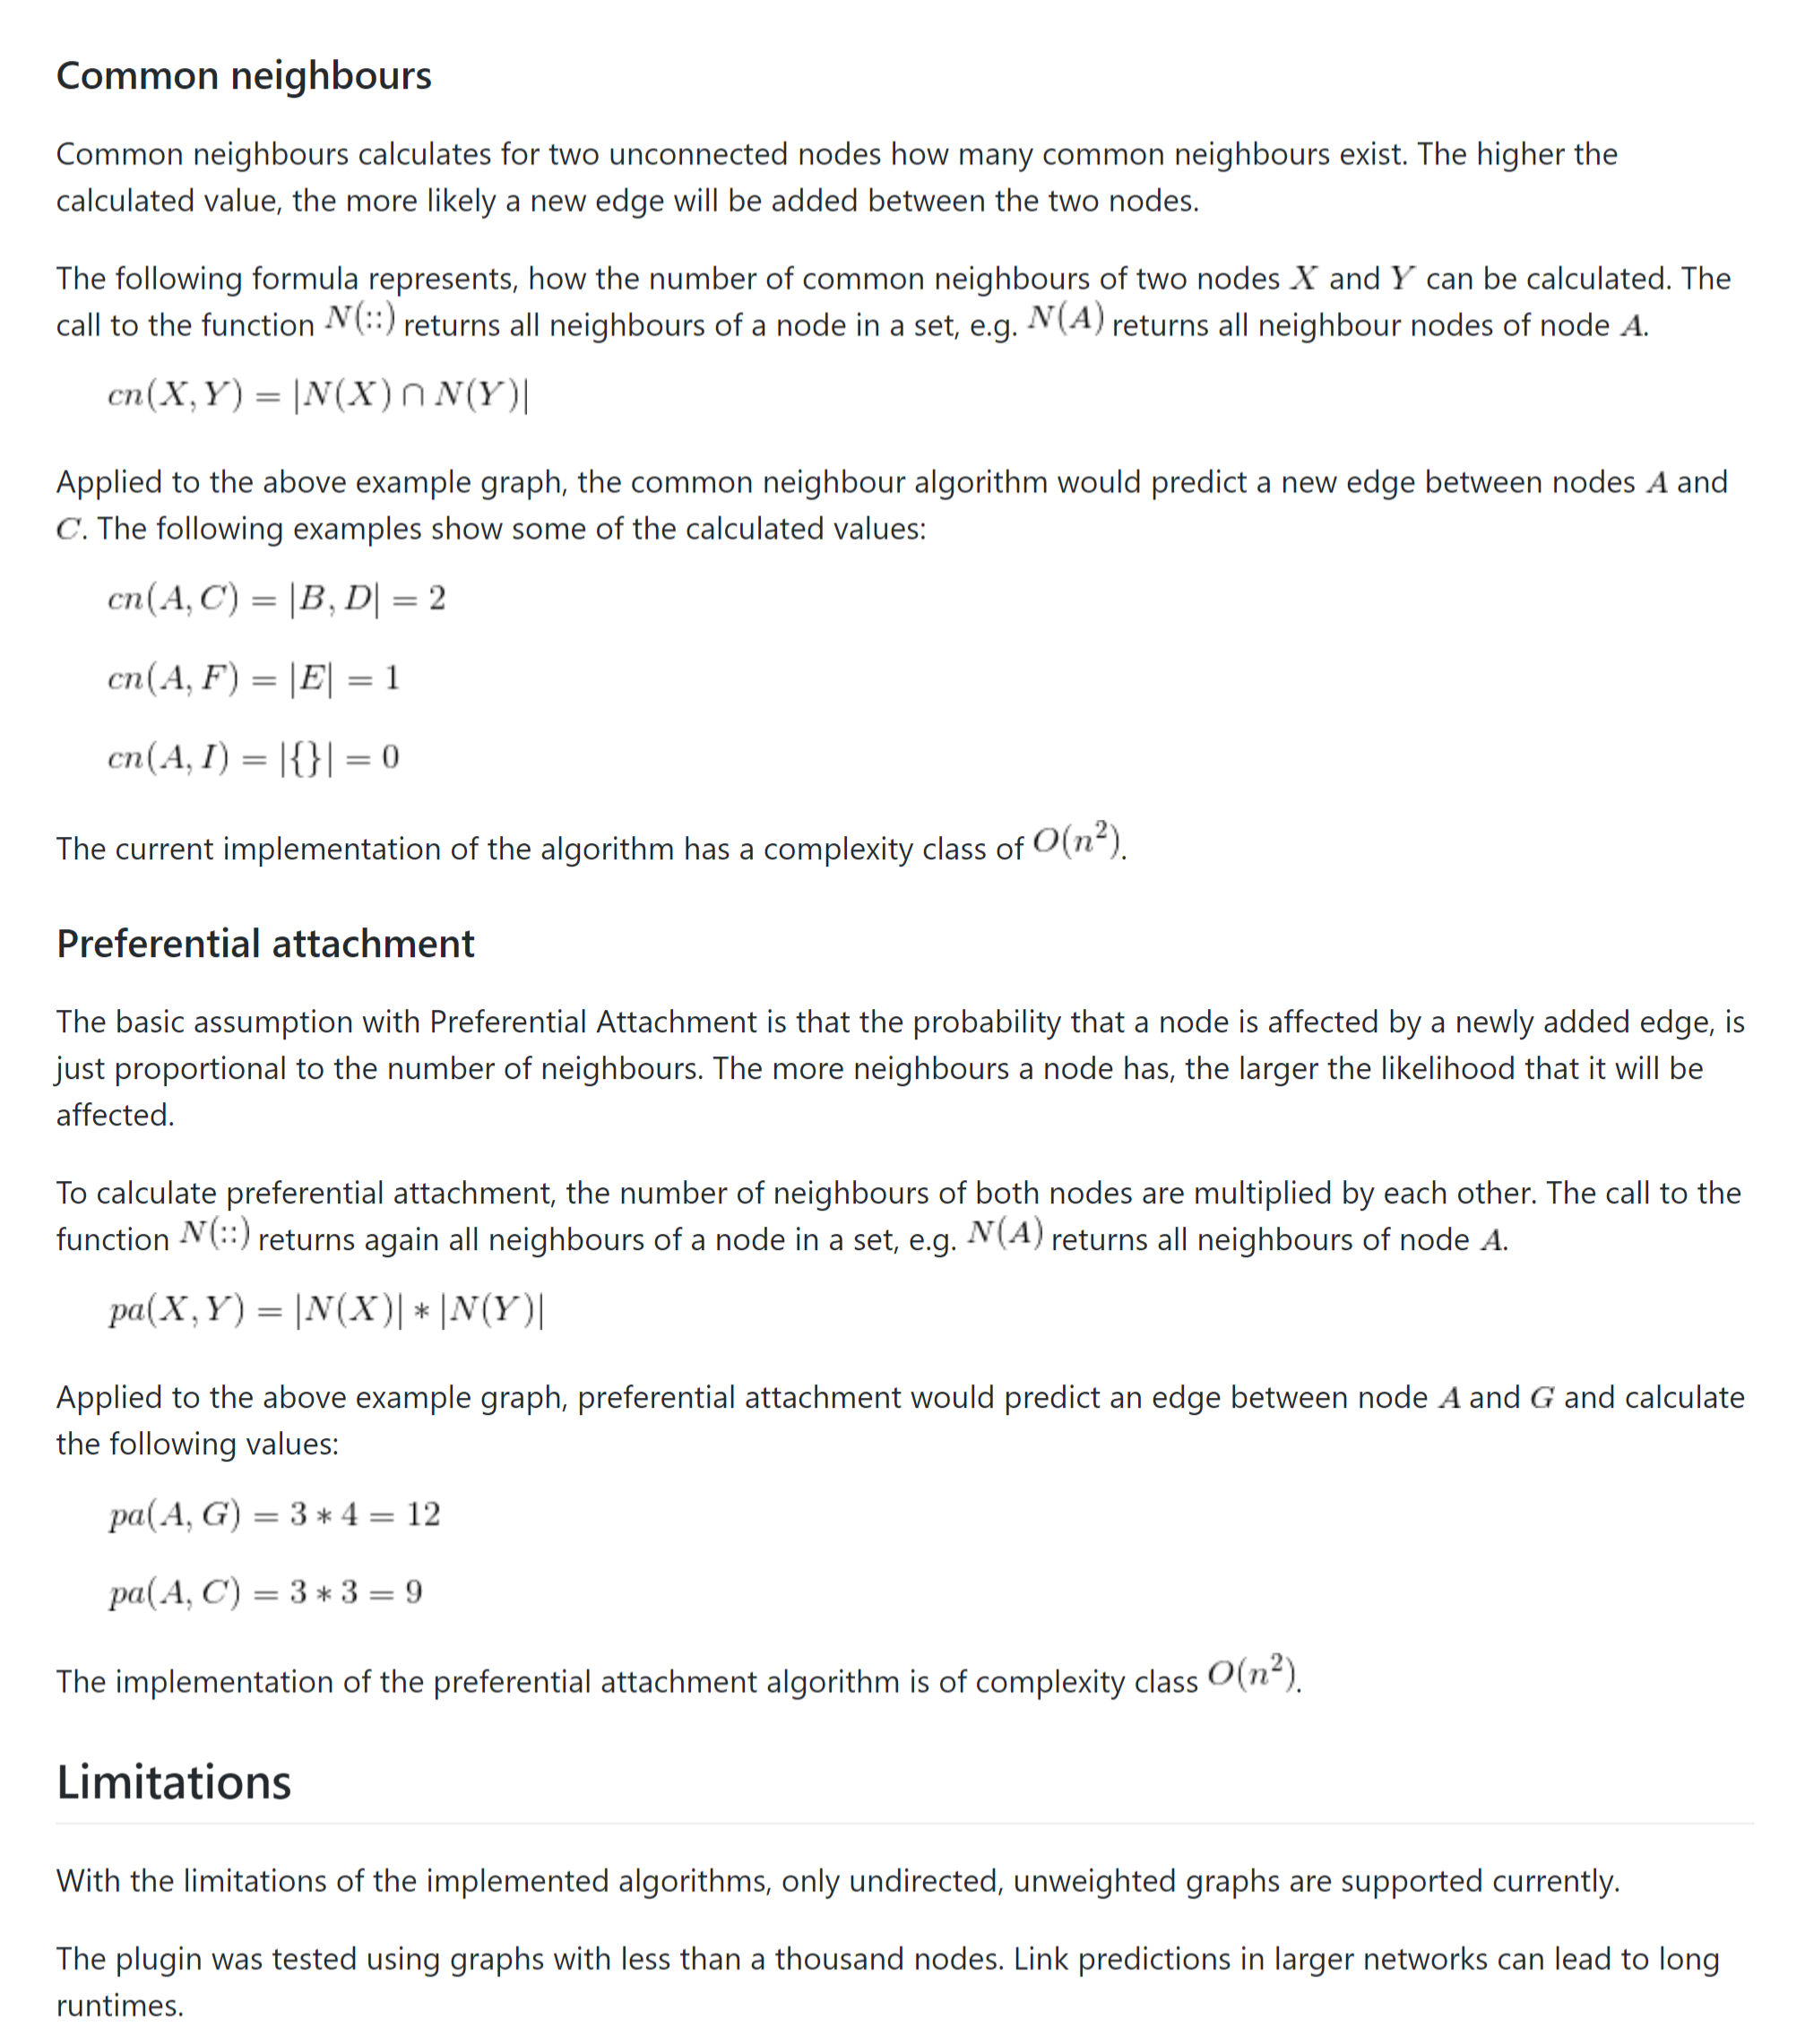 Common neighbours
Common neighbours calculates for two unconnected nodes how many common neighbours exist. The higher the
calculated value, the more likely a new edge will be added between the two nodes.
The following formula represents, how the number of common neighbours of two nodes X and Y can be calculated. The
call to the function N(::) returns all neighbours of a node in a set, e.g. N(A) returns all neighbour nodes of node A.
cn(X, Y) = |N(X) ∩ N(Y)|
Applied to the above example graph, the common neighbour algorithm would predict a new edge between nodes A and
C. The following examples show some of the calculated values:
cn(A, C) = |B, D| = 2
cn(A, F) = |E| = 1
cn(A, I) = |{}| = 0
The current implementation of the algorithm has a complexity class of O(n²).
Preferential attachment
The basic assumption with Preferential Attachment is that the probability that a node is affected by a newly added edge, is
just proportional to the number of neighbours. The more neighbours a node has, the larger the likelihood that it will be
affected.
To calculate preferential attachment, the number of neighbours of both nodes are multiplied by each other. The call to the
function N(::) returns again all neighbours of a node in a set, e.g. N(A) returns all neighbours of node A.
pa(X, Y) = |N(X)| * |N(Y)|
Applied to the above example graph, preferential attachment would predict an edge between node A and G and calculate
the following values:
pa(A, G) = 3 * 4 = 12
pa(A, C) = 3 * 3 = 9
The implementation of the preferential attachment algorithm is of complexity class O(n²).
Limitations
With the limitations of the implemented algorithms, only undirected, unweighted graphs are supported currently.
The plugin was tested using graphs with less than a thousand nodes. Link predictions in larger networks can lead to long
runtimes.